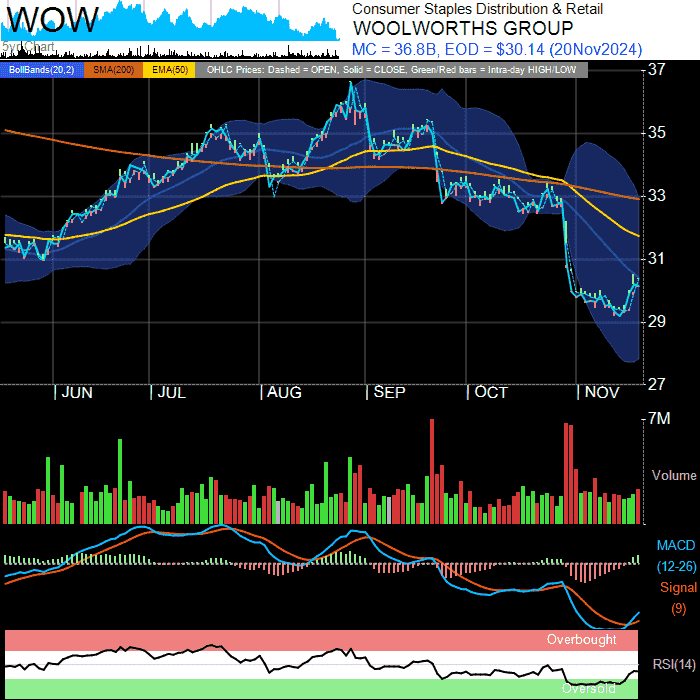 WOW
5yr Chart
Consumer Staples Distribution & Retail
WOOLWORTHS GROUP
MC = 36.8B, EOD = $30.14 (20Nov2024)
BollBands(20,2) SMA(200) EMA(50) OHLC Prices: Dashed = OPEN, Solid = CLOSE, Green/Red bars = Intra-day HIGH/LOW
37
35
33
31
29
27
| JUN | JUL | AUG | SEP | OCT | NOV
7M
Volume
MACD
(12-26)
Signal
(9)
Overbought
RSI(14)
Oversold